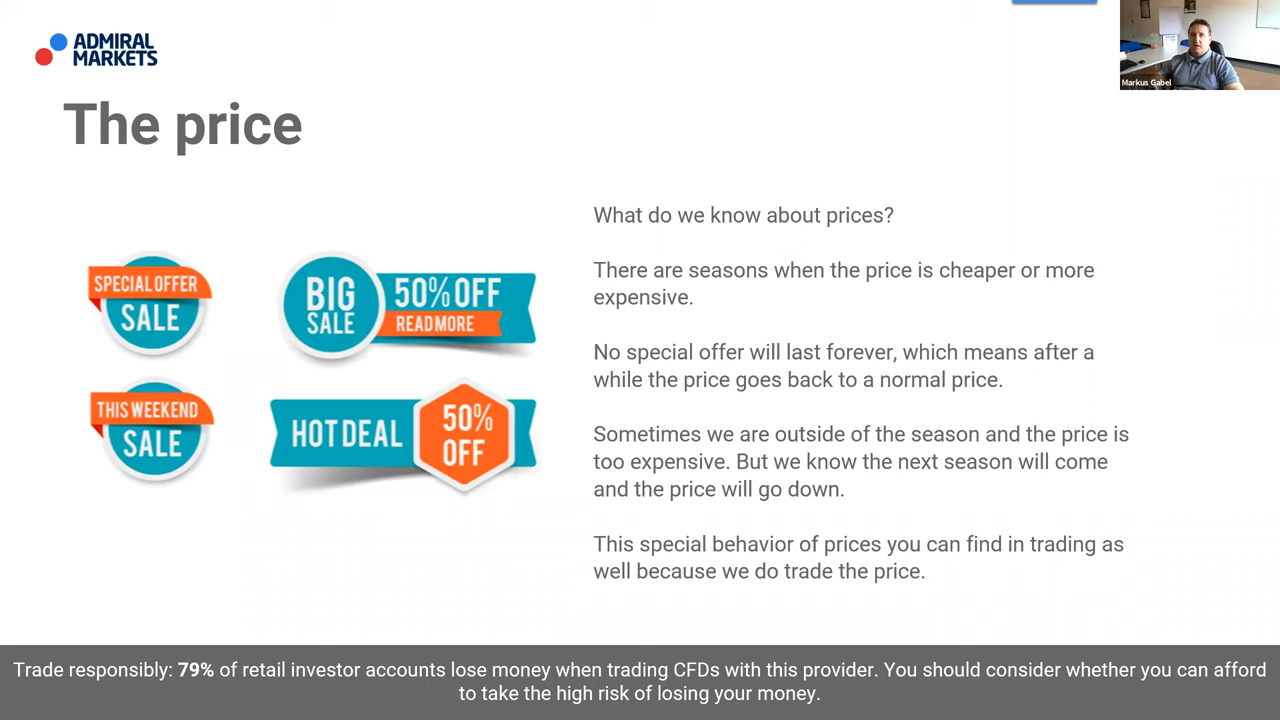 ADMIRAL
MARKETS
Markus Gabel
The price
SPECIAL OFFER
SALE
BIG
SALE
50% OFF
READ MORE
THIS WEEKEND
SALE
HOT DEAL
50%
OFF
What do we know about prices?
There are seasons when the price is cheaper or more
expensive.
No special offer will last forever, which means after a
while the price goes back to a normal price.
Sometimes we are outside of the season and the price is
too expensive. But we know the next season will come
and the price will go down.
This special behavior of prices you can find in trading as
well because we do trade the price.
Trade responsibly: 79% of retail investor accounts lose money when trading CFDs with this provider. You should consider whether you can afford
to take the high risk of losing your money.